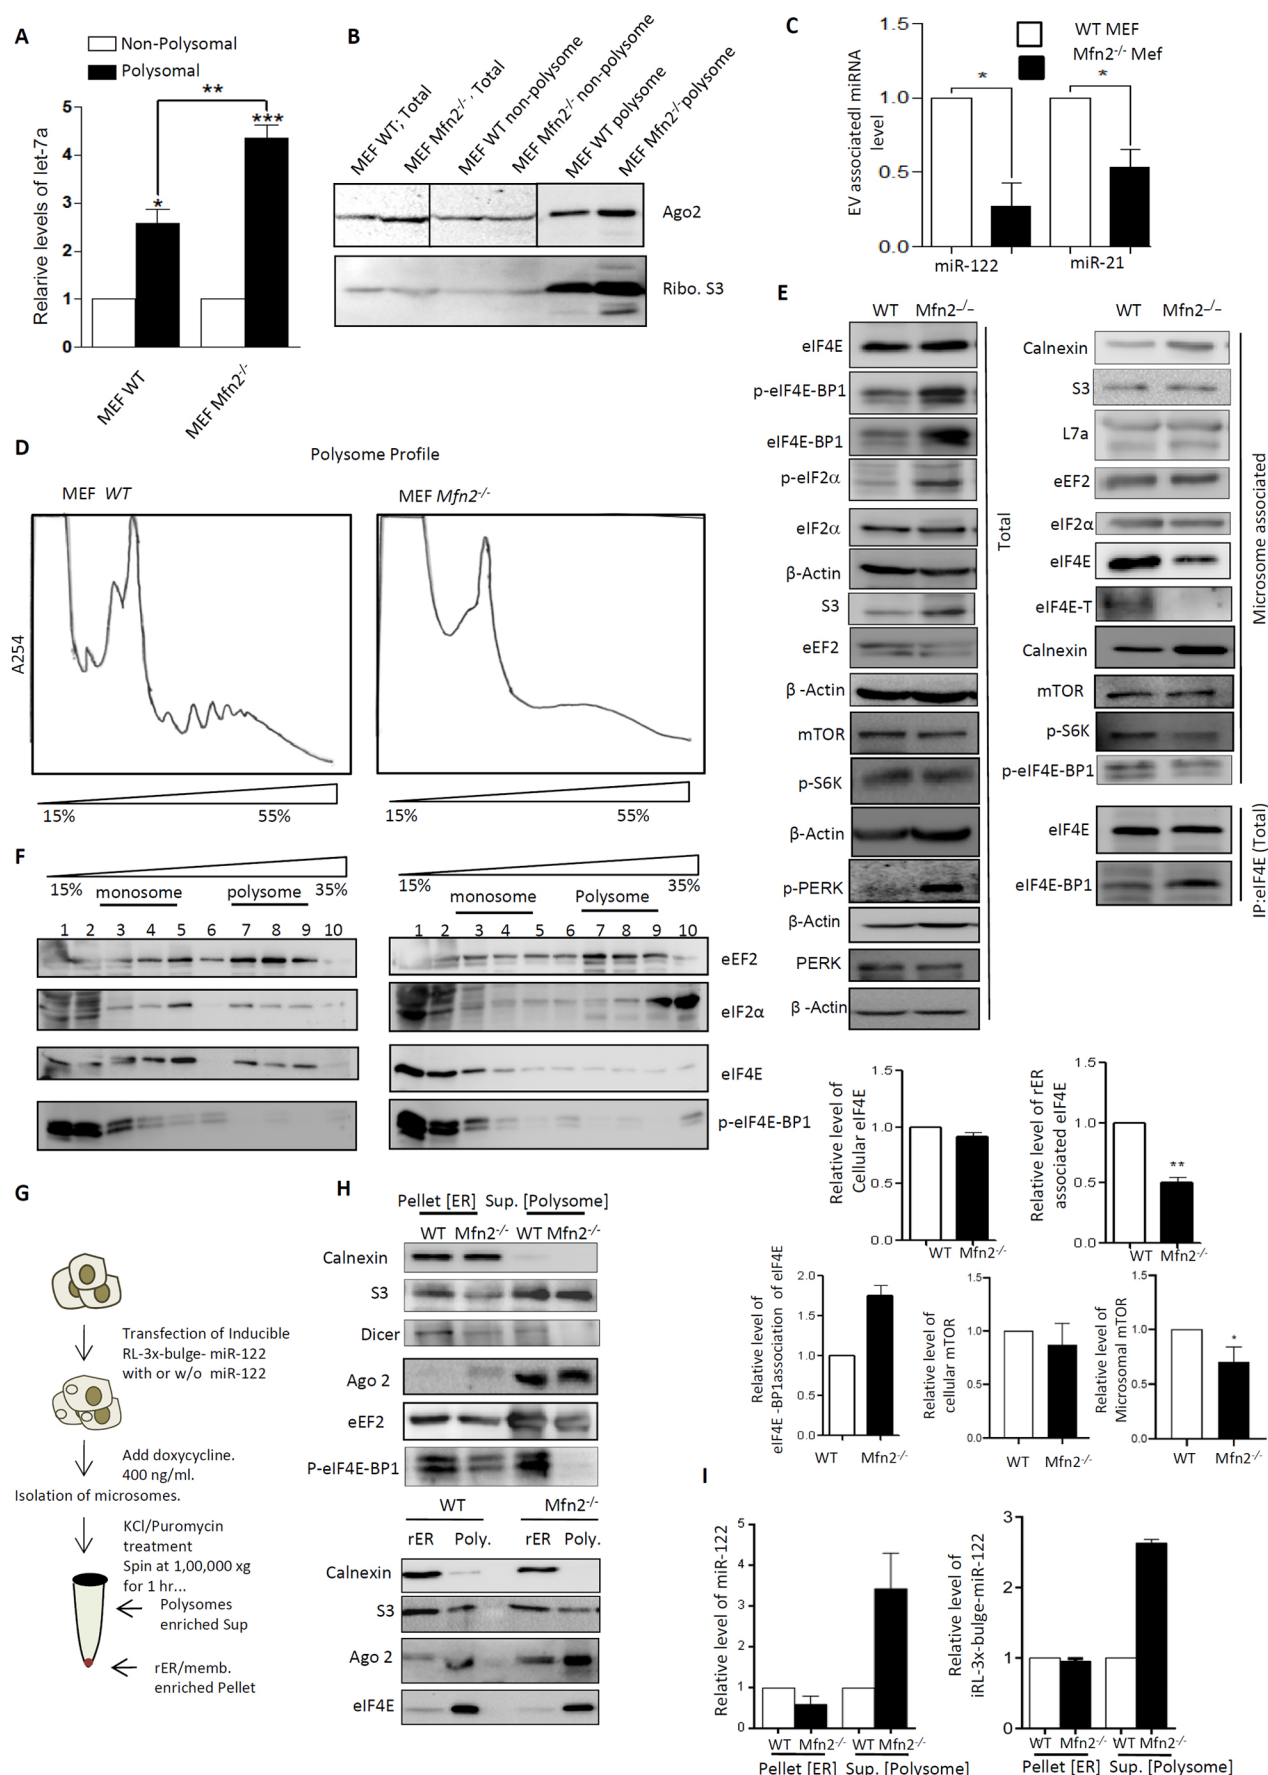 A
Non-Polysomal
Polysomal
Relarive levels of let-7a
5
4
3
2
1
0
**
***
*
MEF WT
MEF Mfn2-/-
B
MEF WT; Total
MEF Mfn2-/-, Total
MEF WT non-polysome
MEF Mfn2-/- non-polysome
MEF WT polysome
MEF Mfn2-/-polysome
Ago2
Ribo. S3
C
WT MEF
Mfn2-/- Mef
EV associatedl miRNA
level
1.5
1.0
0.5
0.0
*
*
miR-122
miR-21
D
Polysome Profile
MEF WT
MEF Mfn2-/-
A254
15%
55%
15%
55%
E
WT Mfn2-/-
eIF4E
p-eIF4E-BP1
eIF4E-BP1
p-eIF2α
eIF2α
β-Actin
S3
eEF2
β -Actin
mTOR
p-S6K
β-Actin
p-PERK
β-Actin
PERK
β -Actin
Total
WT Mfn2-/-
Calnexin
S3
L7a
eEF2
eIF2α
eIF4E
eIF4E-T
Calnexin
mTOR
p-S6K
p-eIF4E-BP1
Microsome associated
eIF4E
eIF4E-BP1
IP:eIF4E (Total)
Relative level of
Cellular eIF4E
1.5
1.0
0.5
0.0
WT Mfn2-/-
Relative level of rER
associated eIF4E
1.5
1.0
0.5
0.0
**
WT Mfn2-/-
Relative level of
eIF4E -BP1association of eIF4E
2.0
1.5
1.0
0.5
0.0
WT Mfn2-/-
Relative level of
cellular mTOR
1.5
1.0
0.5
0.0
WT Mfn2-/-
Relative level of
Microsomal mTOR
1.5
1.0
0.5
0.0
*
WT Mfn2-/-
F
15%
35%
monosome
polysome
1 2 3 4 5 6 7 8 9 10
15%
35%
monosome
Polysome
1 2 3 4 5 6 7 8 9 10
eEF2
eIF2α
eIF4E
p-eIF4E-BP1
G
Transfection of Inducible
RL-3x-bulge- miR-122
with or w/o miR-122
Add doxycycline.
400 ng/ml.
Isolation of microsomes.
KCl/Puromycin
treatment
Spin at 1,00,000 xg
for 1 hr...
Polysomes
enriched Sup
rER/memb.
enriched Pellet
H
Pellet [ER] Sup. [Polysome]
WT Mfn2-/- WT Mfn2-/-
Calnexin
S3
Dicer
Ago 2
eEF2
P-eIF4E-BP1
WT Mfn2-/-
rER Poly. rER Poly.
Calnexin
S3
Ago 2
eIF4E
I
Relative level of miR-122
5
4
3
2
1
0
WT Mfn2-/- WT Mfn2-/-
Pellet [ER] Sup. [Polysome]
Relative level of
iRL-3x-bulge-miR-122
3
2
1
0
WT Mfn2-/- WT Mfn2-/-
Pellet [ER] Sup. [Polysome]